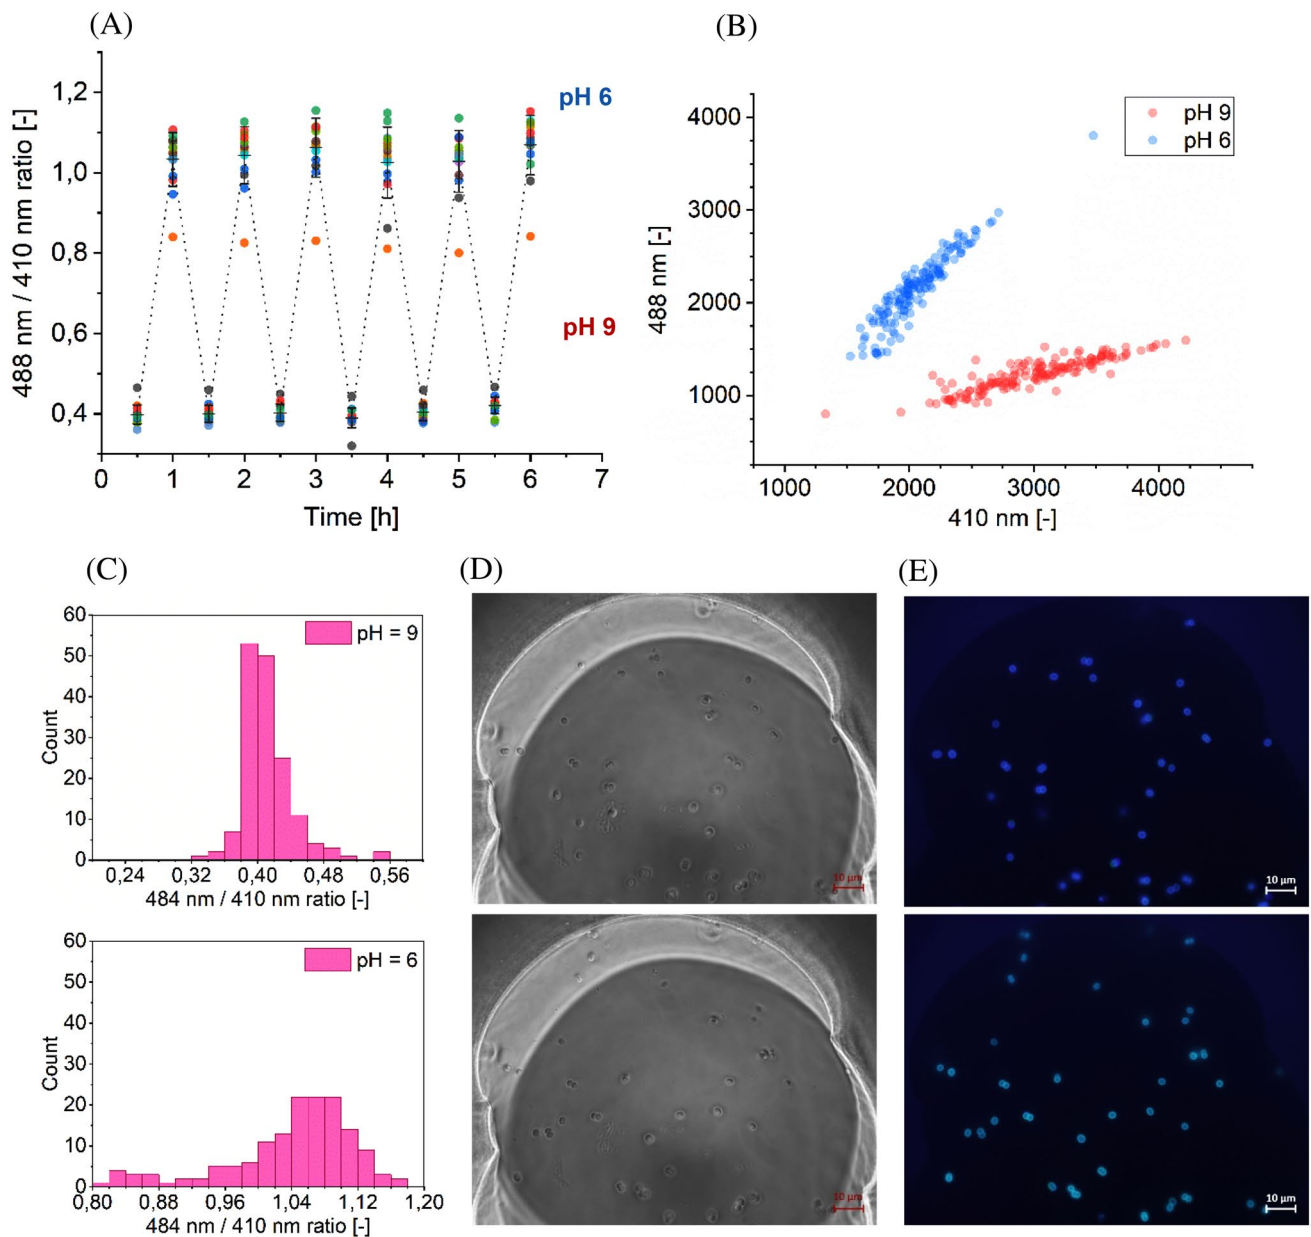 (A)
488 nm / 410 nm ratio [-]
1,2
1,0
0,8
0,6
0,4
pH 6
pH 9
0 1 2 3 4 5 6 7
Time [h]
(B)
488 nm [-]
4000
3000
2000
1000
pH 9
pH 6
1000 2000 3000 4000
410 nm [-]
(C)
Count
60
50
40
30
20
10
0
pH = 9
0,24 0,32 0,40 0,48 0,56
484 nm / 410 nm ratio [-]
Count
60
50
40
30
20
10
0
pH = 6
0,80 0,88 0,96 1,04 1,12 1,20
484 nm / 410 nm ratio [-]
(D)
10 µm
10 µm
(E)
10 µm
10 µm